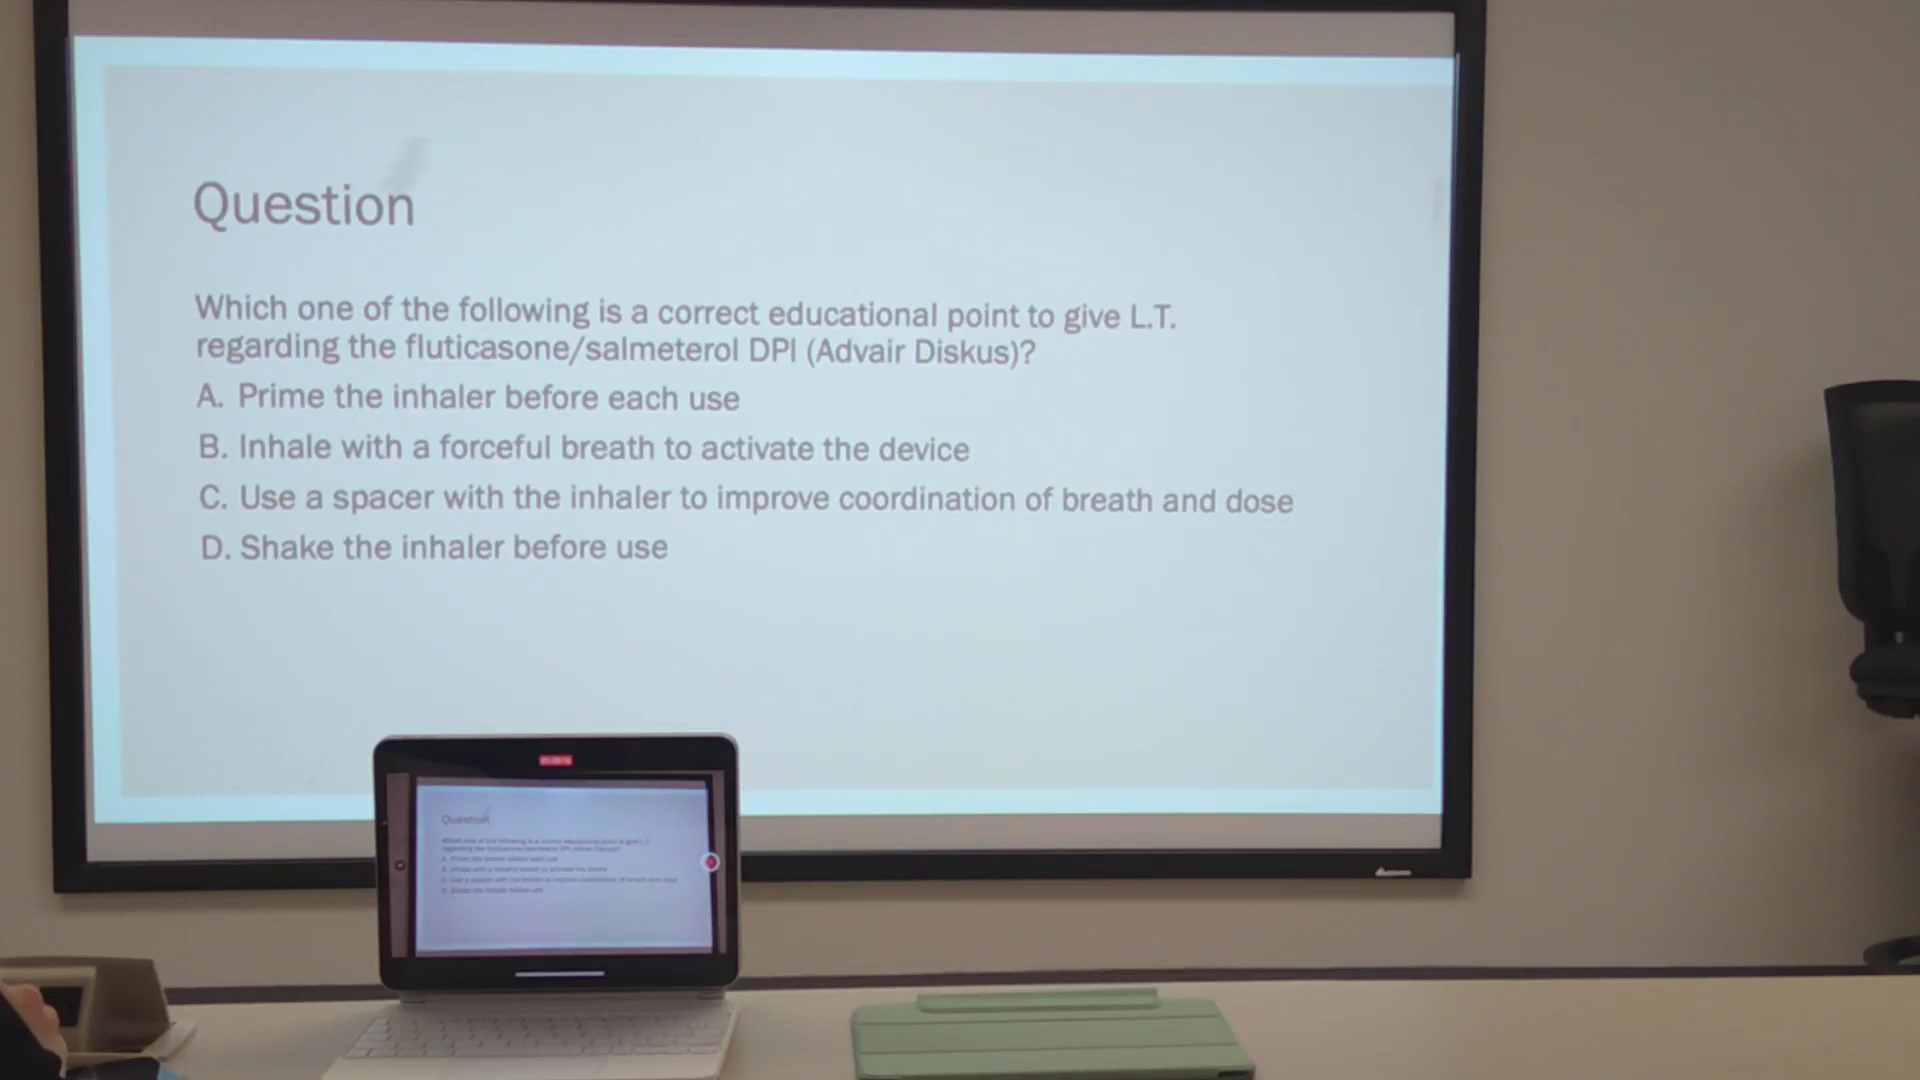 Question
Which one of the following is a correct educational point to give L.T.
regarding the fluticasone/salmeterol DPI (Advair Diskus)?
A. Prime the inhaler before each use
B. Inhale with a forceful breath to activate the device
C. Use a spacer with the inhaler to improve coordination of breath and dose
D. Shake the inhaler before use
Question